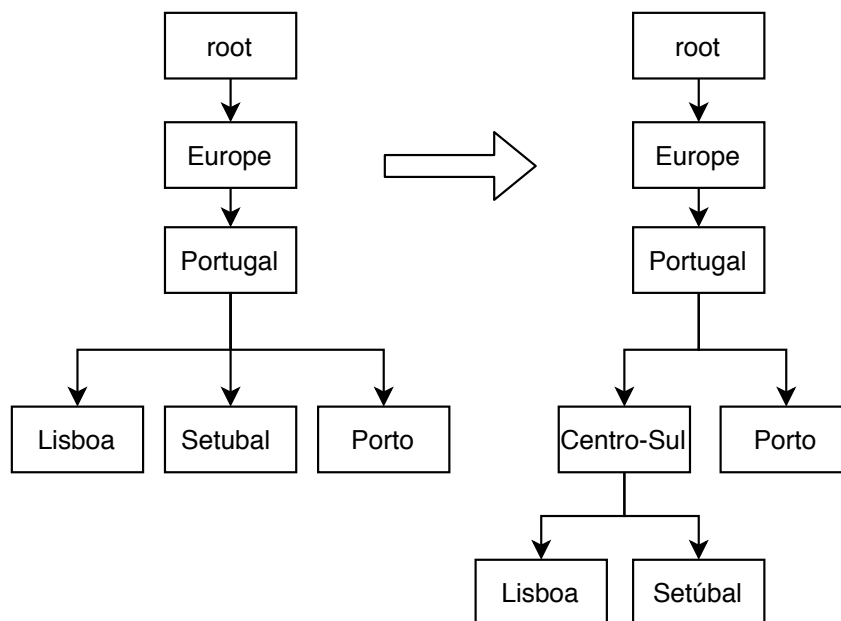 root
Europe
Portugal
Lisboa
Setubal
Porto
root
Europe
Portugal
Centro-Sul
Porto
Lisboa
Setúbal